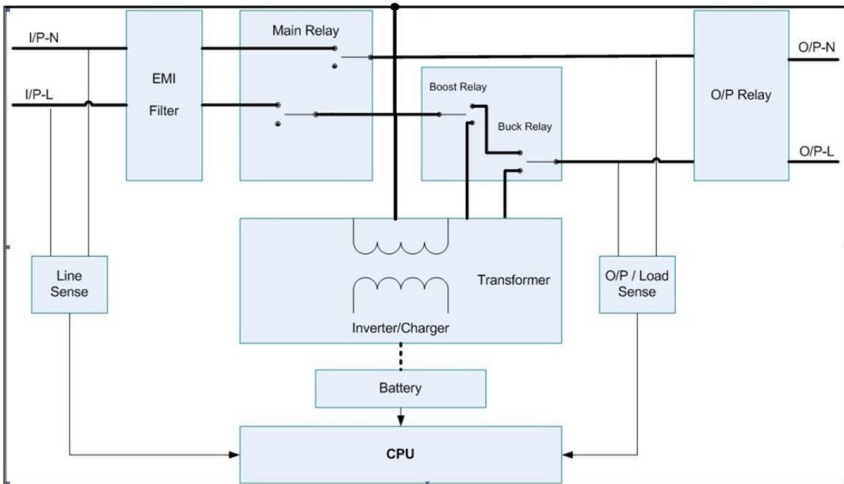 I/P-N
I/P-L
EMI
Filter
Main Relay
Boost Relay
Buck Relay
O/P Relay
O/P-N
O/P-L
Line
Sense
Transformer
Inverter/Charger
O/P / Load
Sense
Battery
CPU